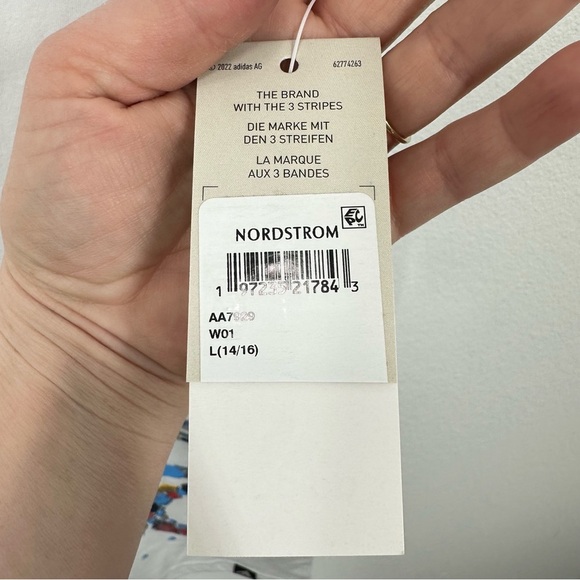 © 2022 adidas AG 62774263
THE BRAND
WITH THE 3 STRIPES
DIE MARKE MIT
DEN 3 STREIFEN
LA MARQUE
AUX 3 BANDES
NORDSTROM
AA7929
W01
L(14/16)